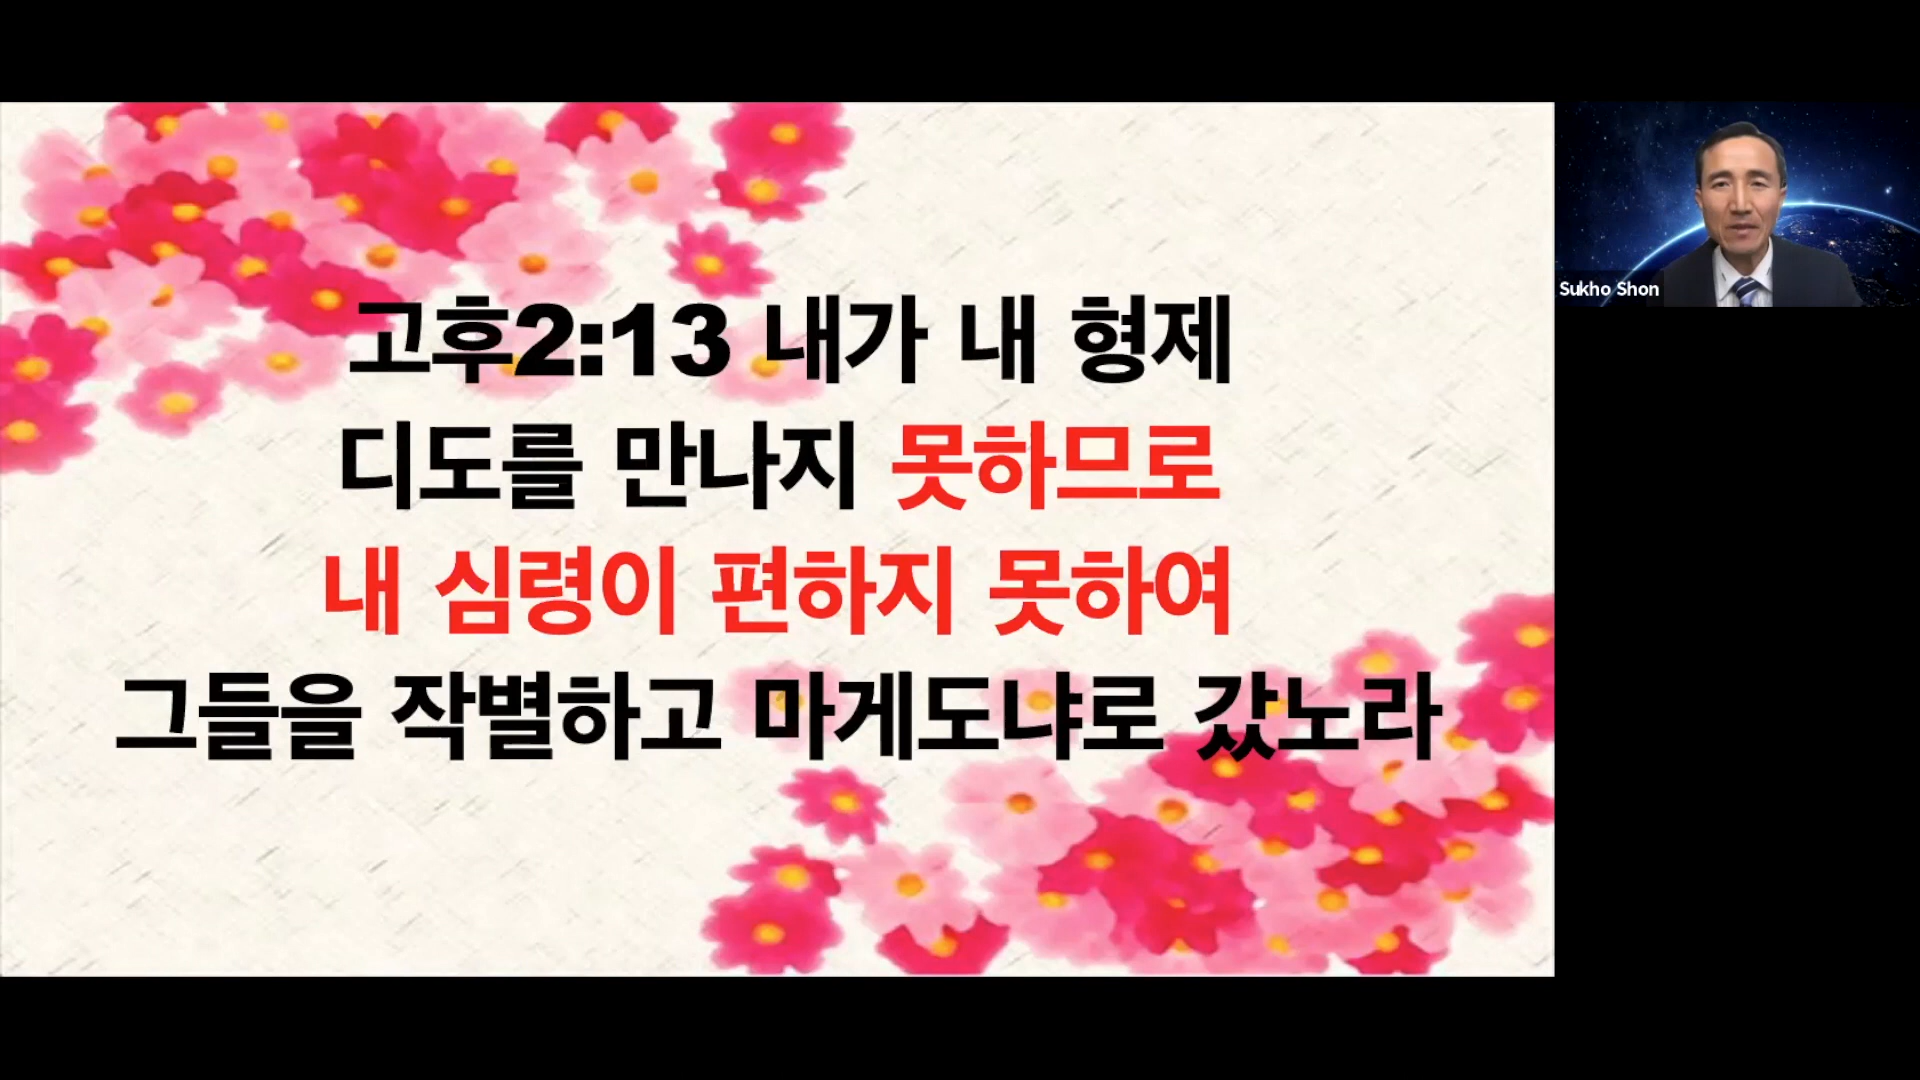 고후2:13 내가 내 형제
디도를 만나지 못하므로
내 심령이 편하지 못하여
그들을 작별하고 마게도냐로 갔노라
Sukho Shon